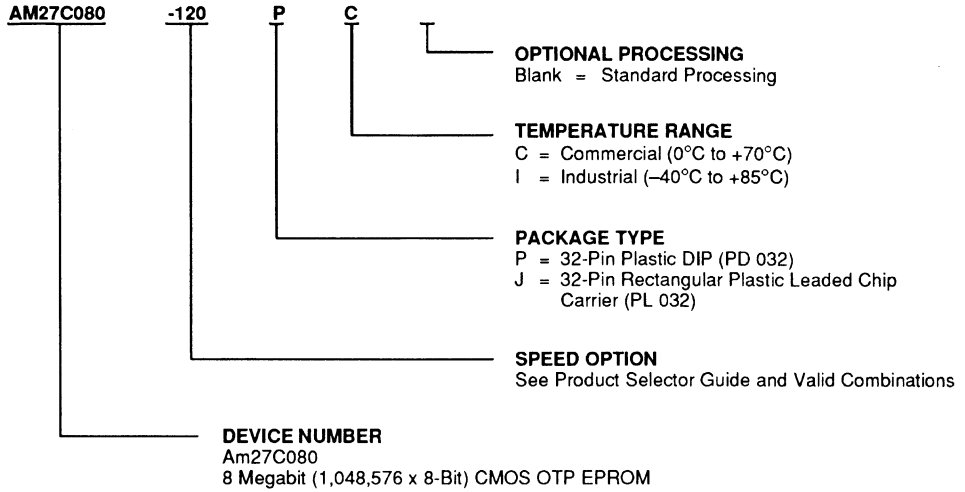 AM27C080 -120 P C
OPTIONAL PROCESSING
Blank = Standard Processing
TEMPERATURE RANGE
C = Commercial (0°C to +70°C)
I = Industrial (–40°C to +85°C)
PACKAGE TYPE
P = 32-Pin Plastic DIP (PD 032)
J = 32-Pin Rectangular Plastic Leaded Chip
Carrier (PL 032)
SPEED OPTION
See Product Selector Guide and Valid Combinations
DEVICE NUMBER
Am27C080
8 Megabit (1,048,576 x 8-Bit) CMOS OTP EPROM